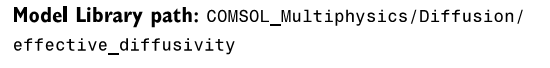 Model Library path: COMSOL_Multiphysics/Diffusion/
effective_diffusivity